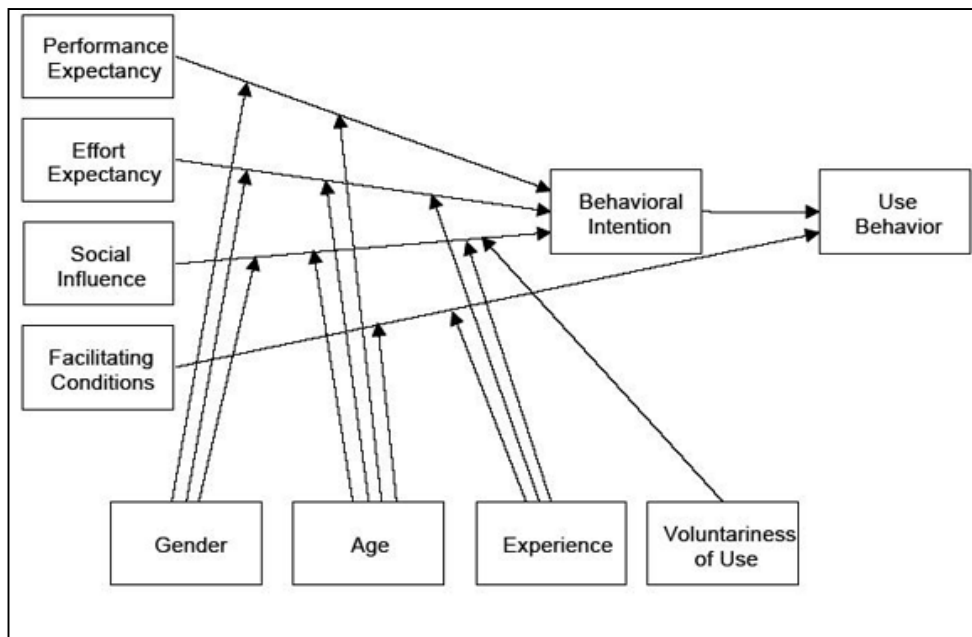 Performance
Expectancy
Effort
Expectancy
Social
Influence
Facilitating
Conditions
Behavioral
Intention
Use
Behavior
Gender
Age
Experience
Voluntariness
of Use